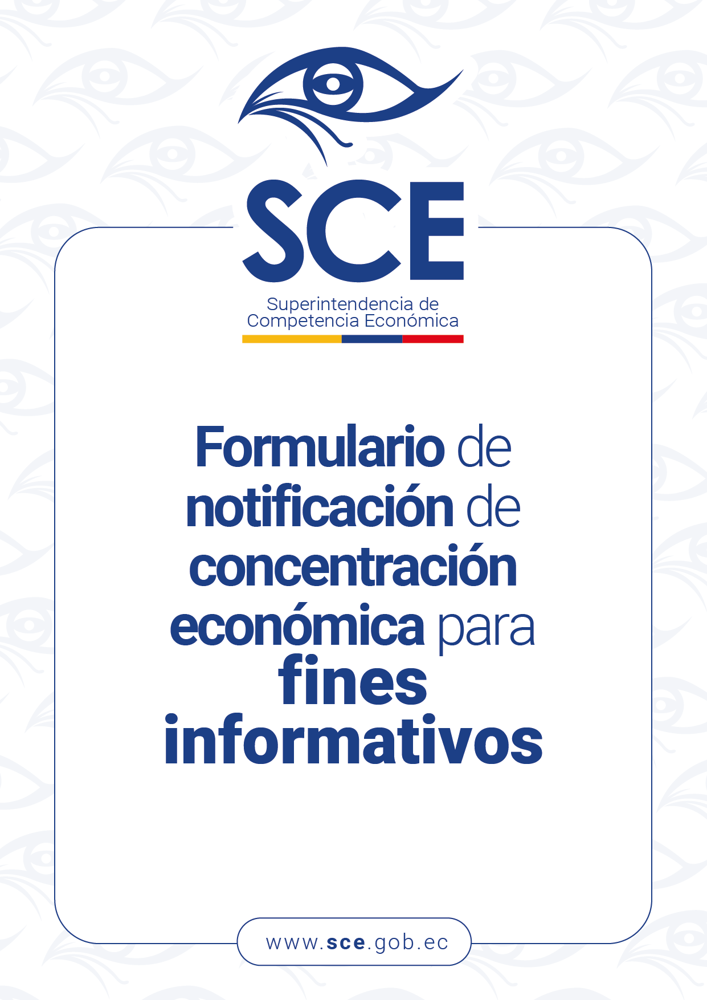 SCE
Superintendencia de
Competencia Económica
Formulario de
notificación de
concentración
económica para
fines
informativos
www.sce.gob.ec